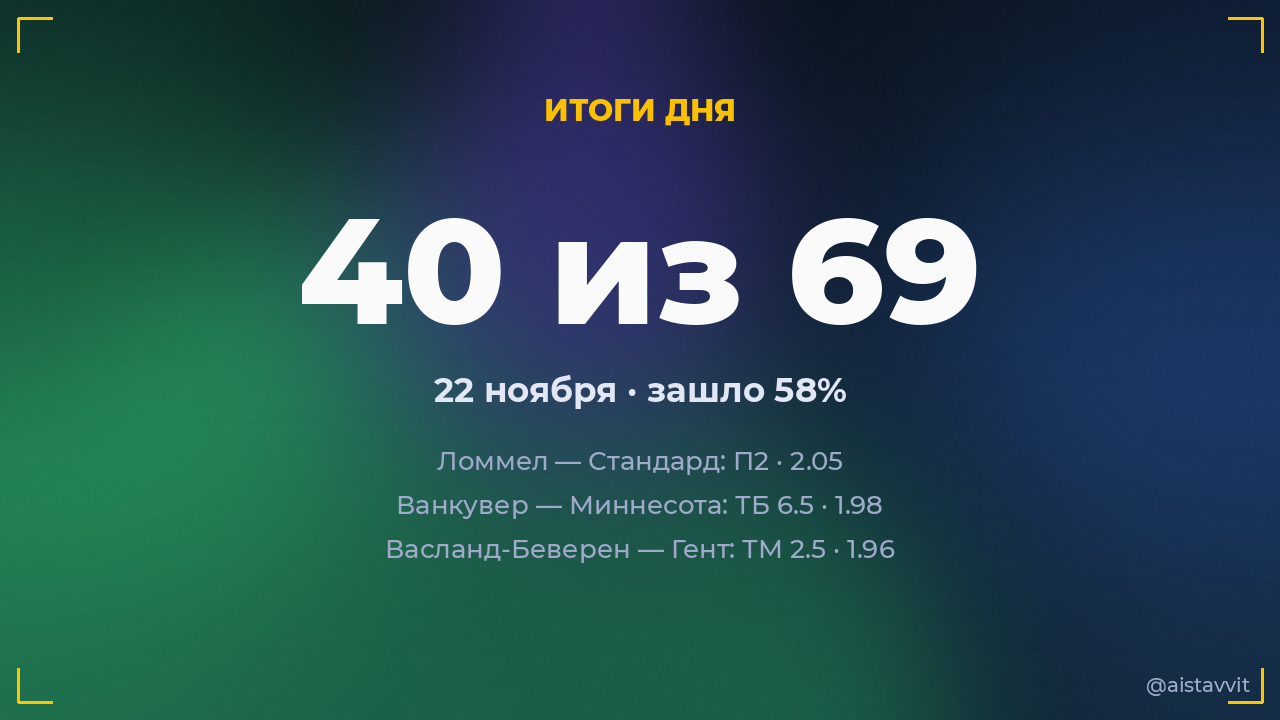 ИТОГИ ДНЯ
40 из 69
22 ноября · зашло 58%
Ломмел — Стандард: П2 · 2.05
Ванкувер — Миннесота: ТБ 6.5 · 1.98
Васланд-Беверен — Гент: ТМ 2.5 · 1.96
@aistavvit